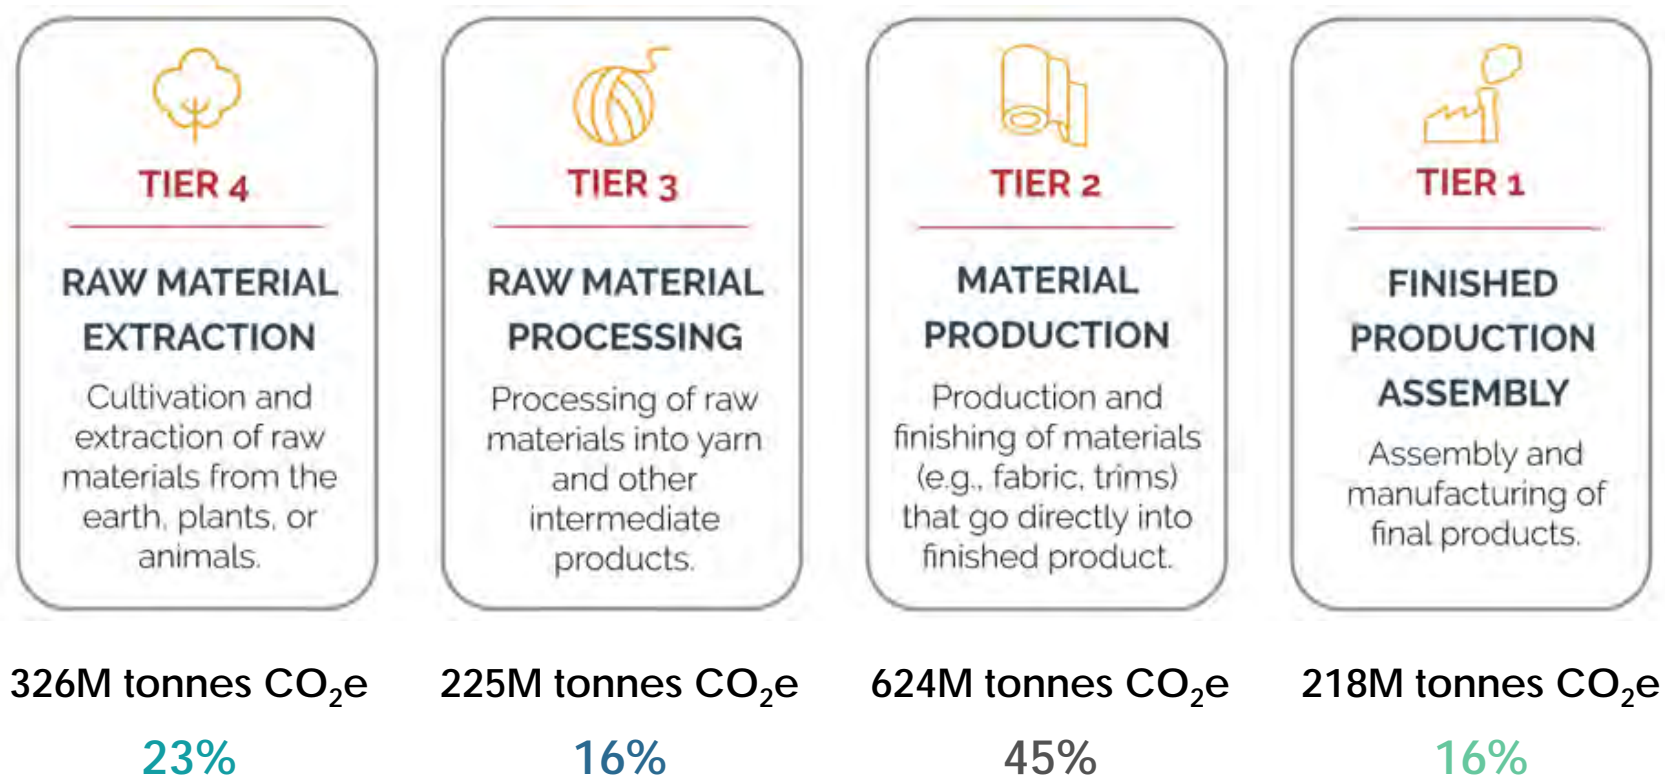 TIER 4
RAW MATERIAL
EXTRACTION
Cultivation and
extraction of raw
materials from the
earth, plants, or
animals.
326M tonnes CO₂e
23%
TIER 3
RAW MATERIAL
PROCESSING
Processing of raw
materials into yarn
and other
intermediate
products.
225M tonnes CO₂e
16%
TIER 2
MATERIAL
PRODUCTION
Production and
finishing of materials
(e.g., fabric, trims)
that go directly into
finished product.
624M tonnes CO₂e
45%
TIER 1
FINISHED
PRODUCTION
ASSEMBLY
Assembly and
manufacturing of
final products.
218M tonnes CO₂e
16%